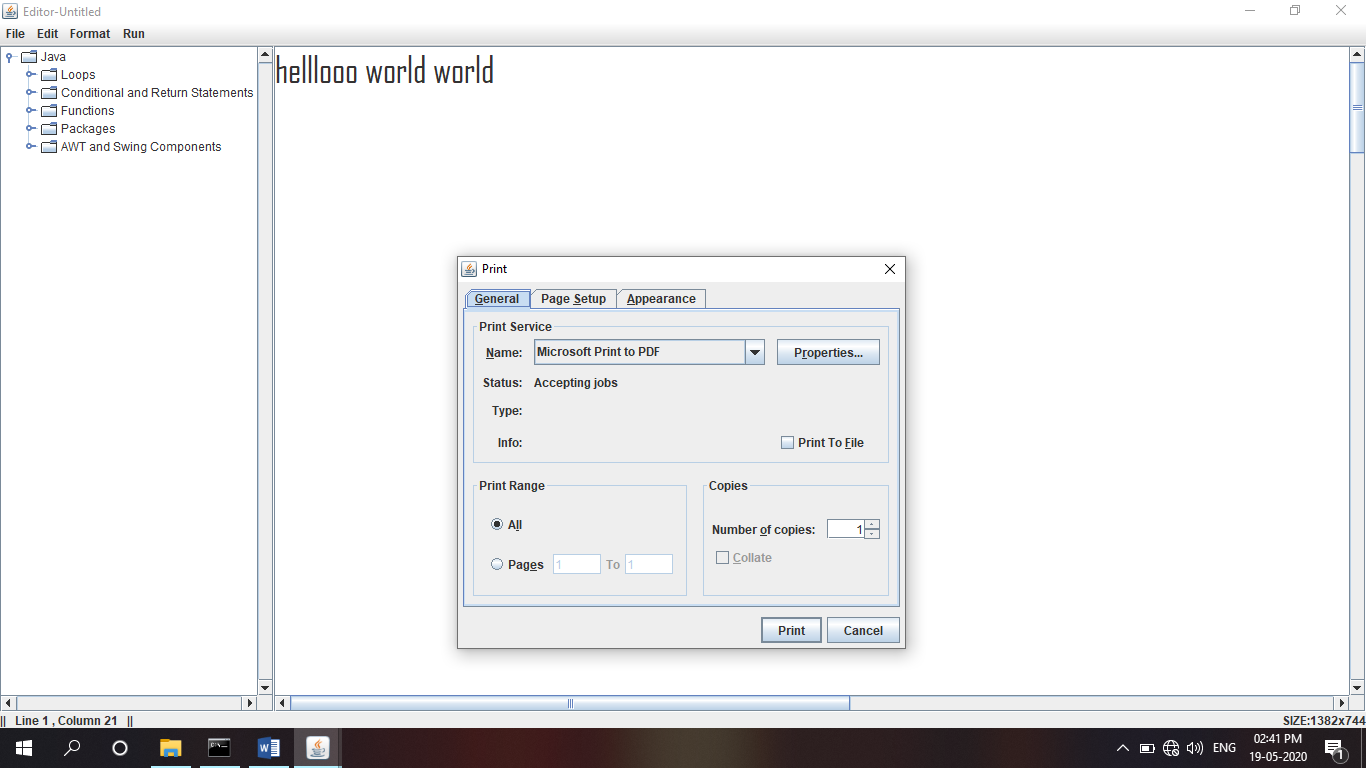 Editor-Untitled
File Edit Format Run
Java
Loops
Conditional and Return Statements
Functions
Packages
AWT and Swing Components
helllooo world world
Print
General Page Setup Appearance
Print Service
Name: Microsoft Print to PDF Properties...
Status: Accepting jobs
Type:
Info: Print To File
Print Range
All
Pages 1 To 1
Copies
Number of copies: 1
Collate
Print Cancel
|| Line 1 , Column 21 || SIZE:1382x744
ENG 02:41 PM
19-05-2020
1